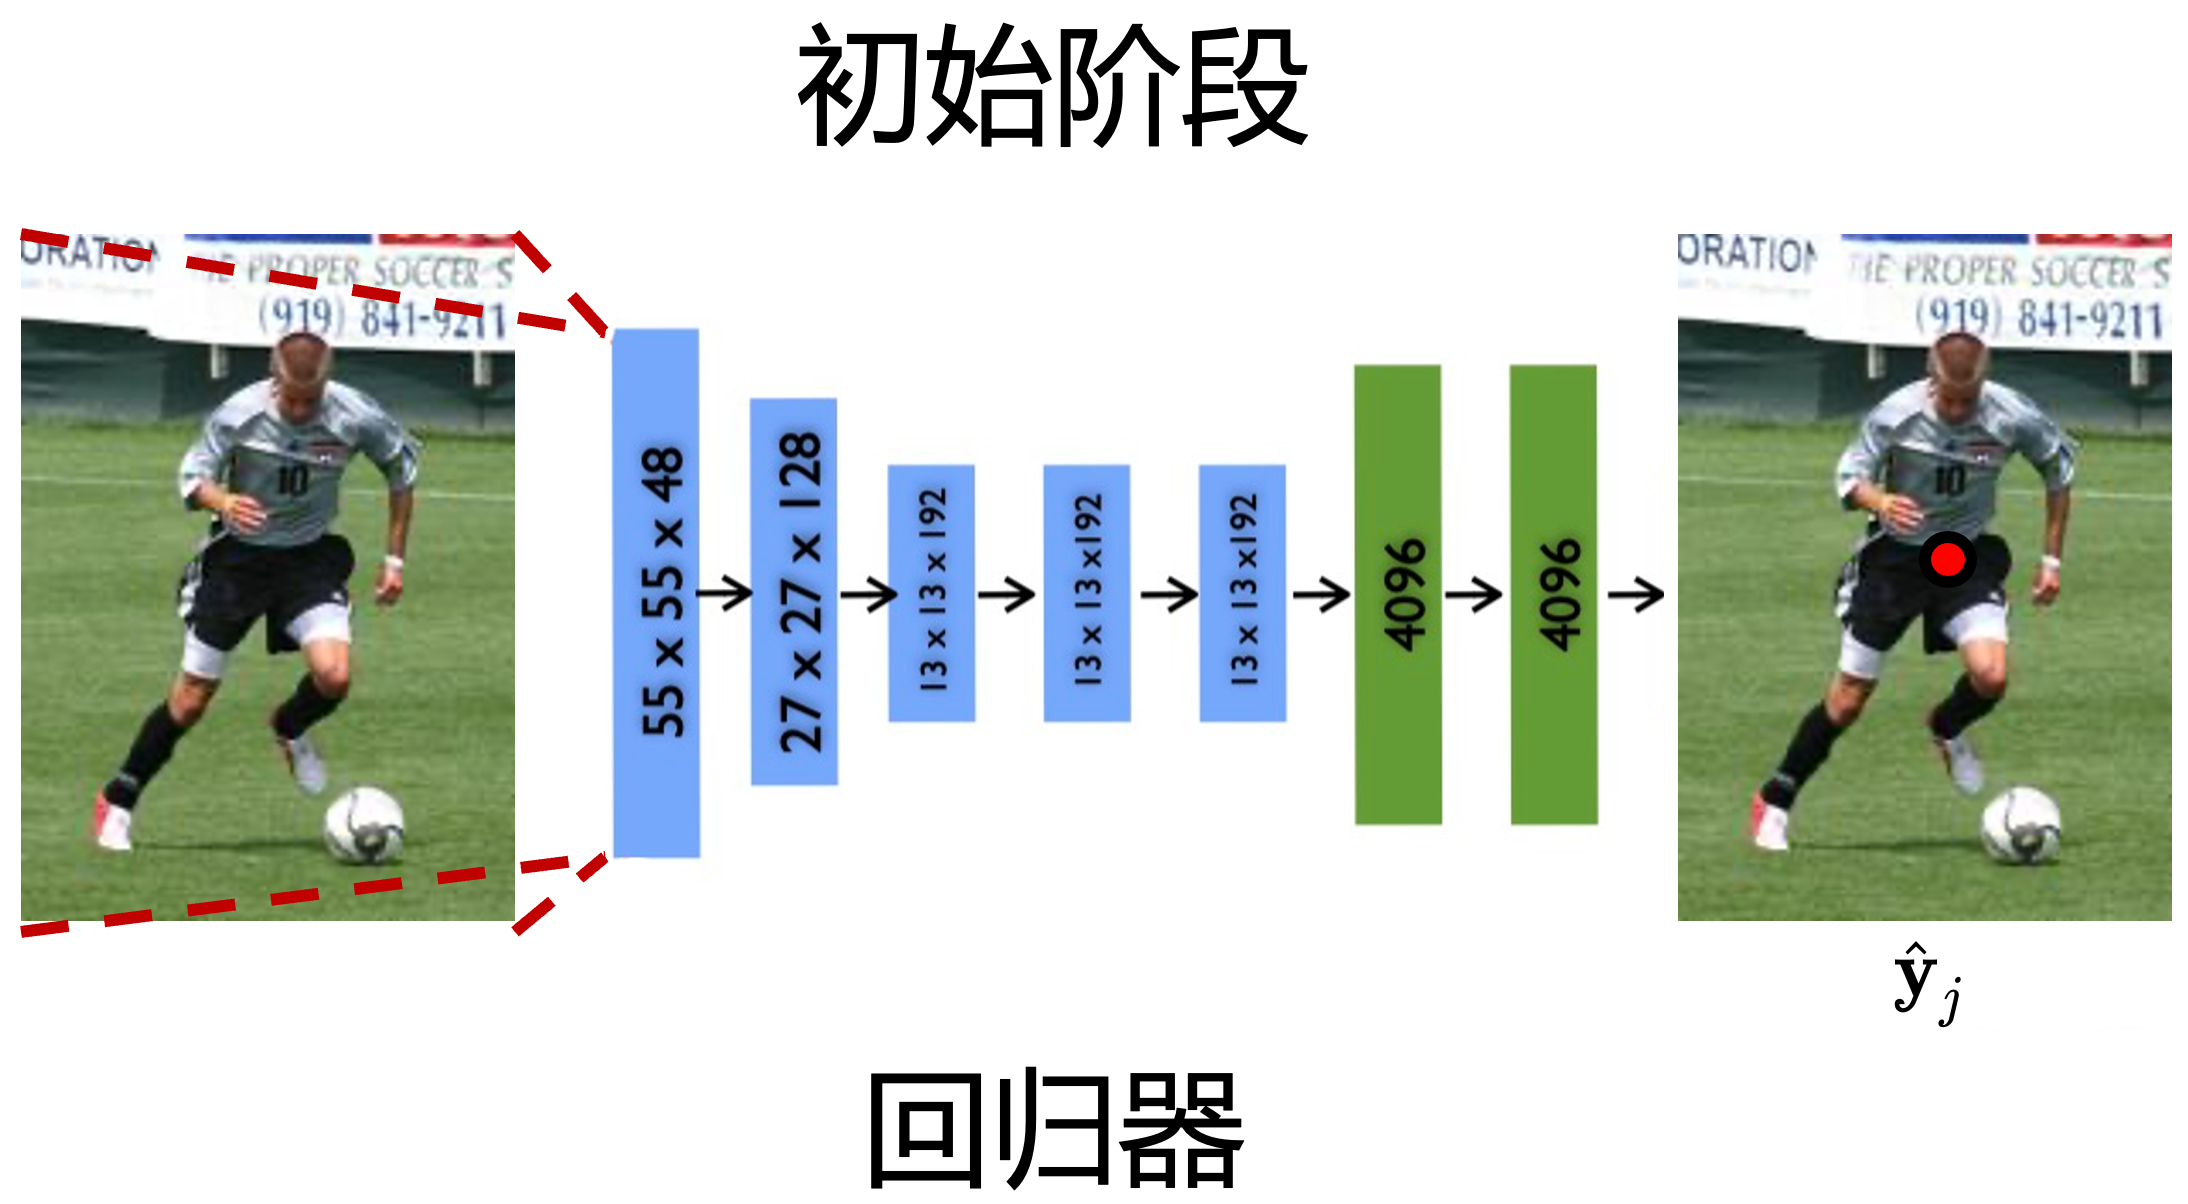 初始阶段
ORATION
THE PROPER SOCCER S
(919) 841-9211
10
55 x 55 x 48
27 x 27 x 128
13 x 13 x 192
13 x 13 x192
13 x 13 x192
4096
4096
ORATION
THE PROPER SOCCER S
(919) 841-9211
10
ŷⱼ
回归器